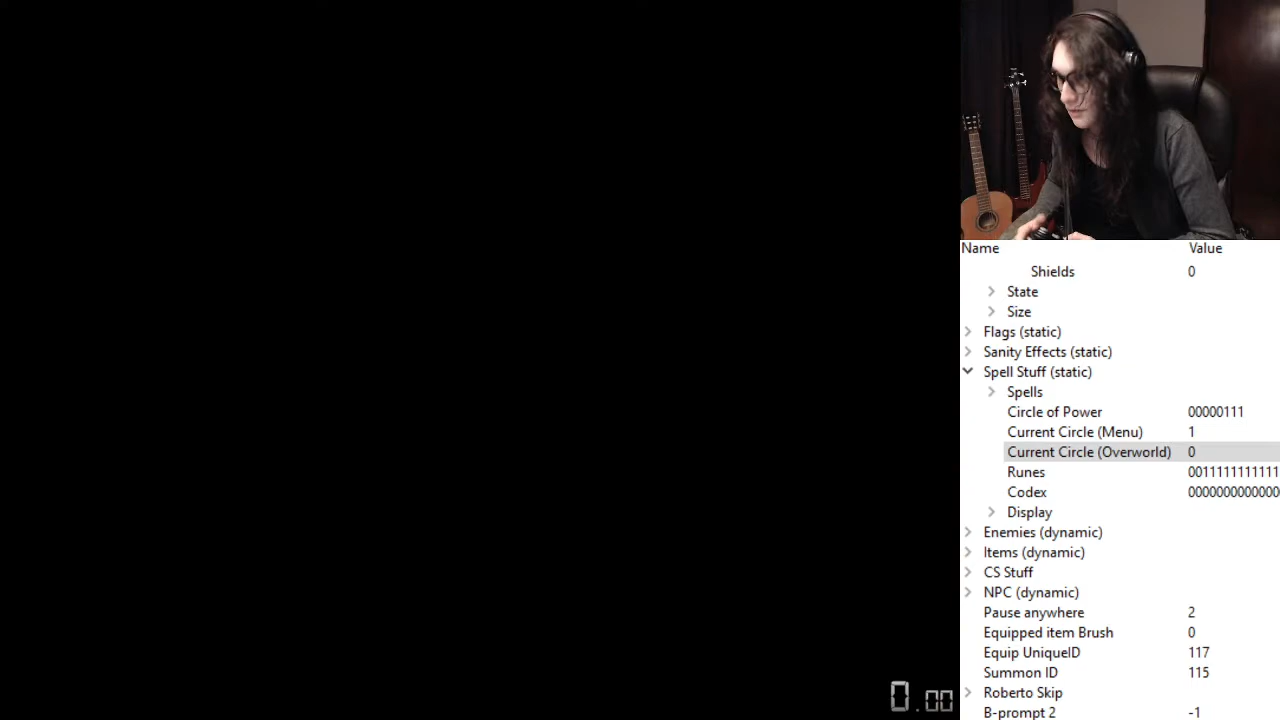 Name Value
Shields 0
State
Size
Flags (static)
Sanity Effects (static)
Spell Stuff (static)
Spells
Circle of Power 00000111
Current Circle (Menu) 1
Current Circle (Overworld) 0
Runes 0011111111111
Codex 0000000000000
Display
Enemies (dynamic)
Items (dynamic)
CS Stuff
NPC (dynamic)
Pause anywhere 2
Equipped item Brush 0
Equip UniqueID 117
Summon ID 115
Roberto Skip
B-prompt 2 -1
0.00